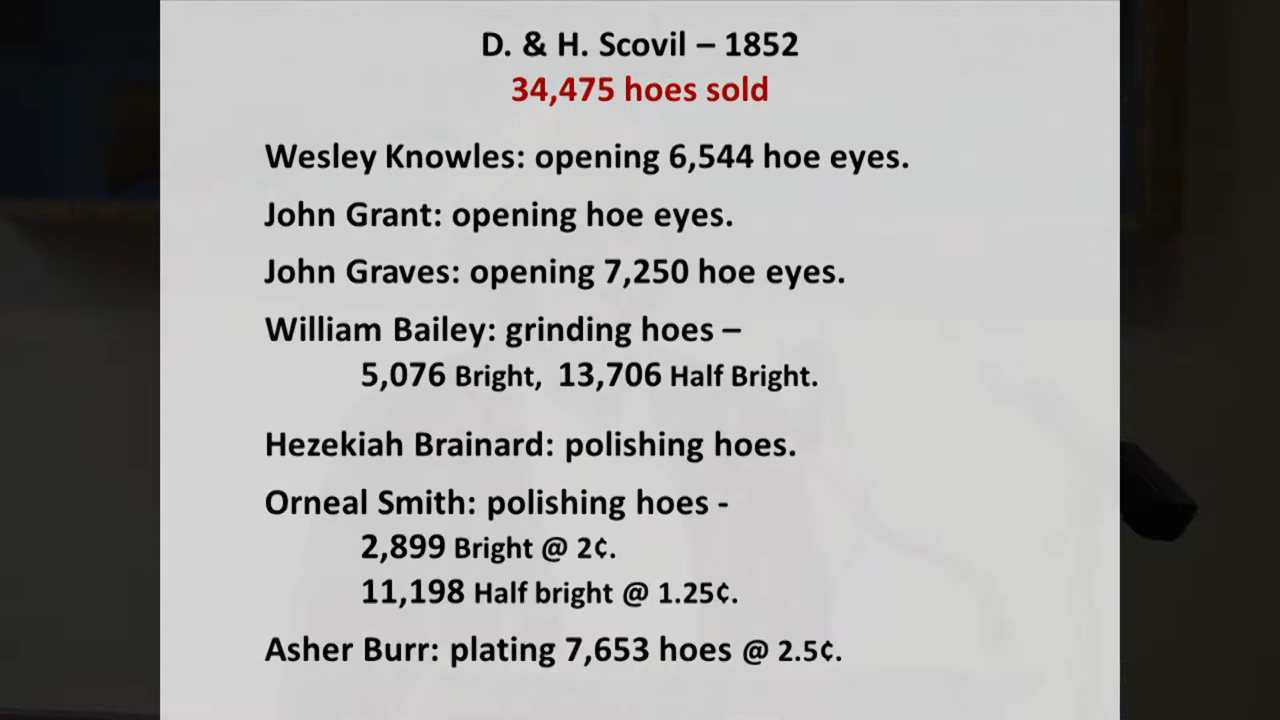 D. & H. Scovil – 1852
34,475 hoes sold
Wesley Knowles: opening 6,544 hoe eyes.
John Grant: opening hoe eyes.
John Graves: opening 7,250 hoe eyes.
William Bailey: grinding hoes –
5,076 Bright, 13,706 Half Bright.
Hezekiah Brainard: polishing hoes.
Orneal Smith: polishing hoes -
2,899 Bright @ 2¢.
11,198 Half bright @ 1.25¢.
Asher Burr: plating 7,653 hoes @ 2.5¢.